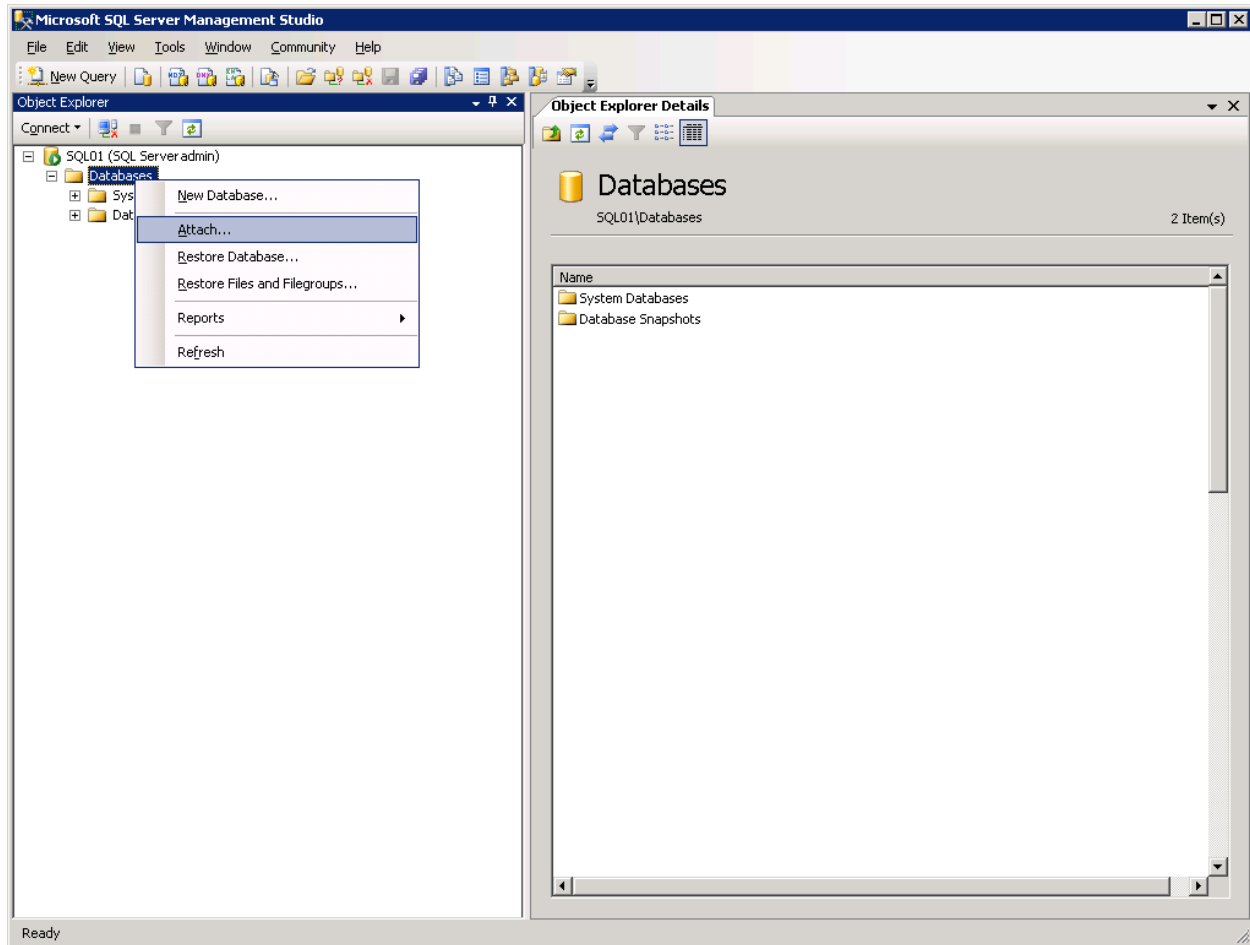 Microsoft SQL Server Management Studio
File Edit View Tools Window Community Help
New Query
Object Explorer
Connect
SQL01 (SQL Server admin)
Databases
Sys
Dat
New Database...
Attach...
Restore Database...
Restore Files and Filegroups...
Reports
Refresh
Object Explorer Details
Databases
SQL01\Databases 2 Item(s)
Name
System Databases
Database Snapshots
Ready